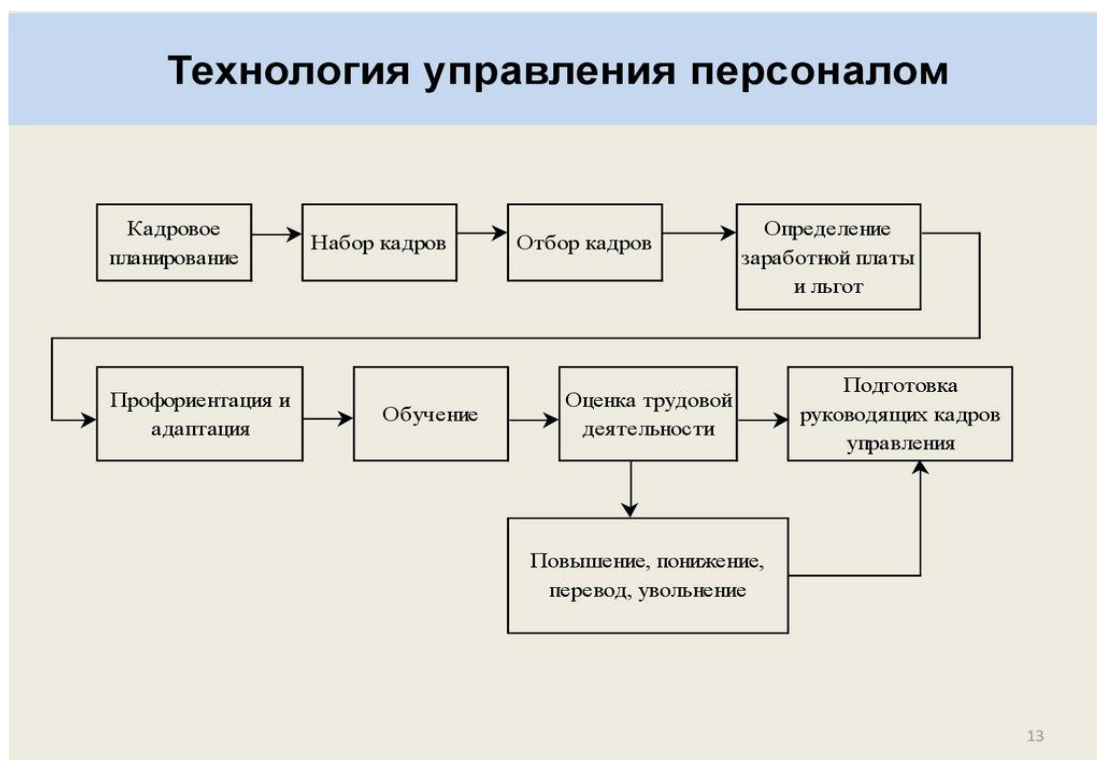 Технология управления персоналом
Кадровое
планирование
Набор кадров
Отбор кадров
Определение
заработной платы
и льгот
Профориентация и
адаптация
Обучение
Оценка трудовой
деятельности
Подготовка
руководящих кадров
управления
Повышение, понижение,
перевод, увольнение
13